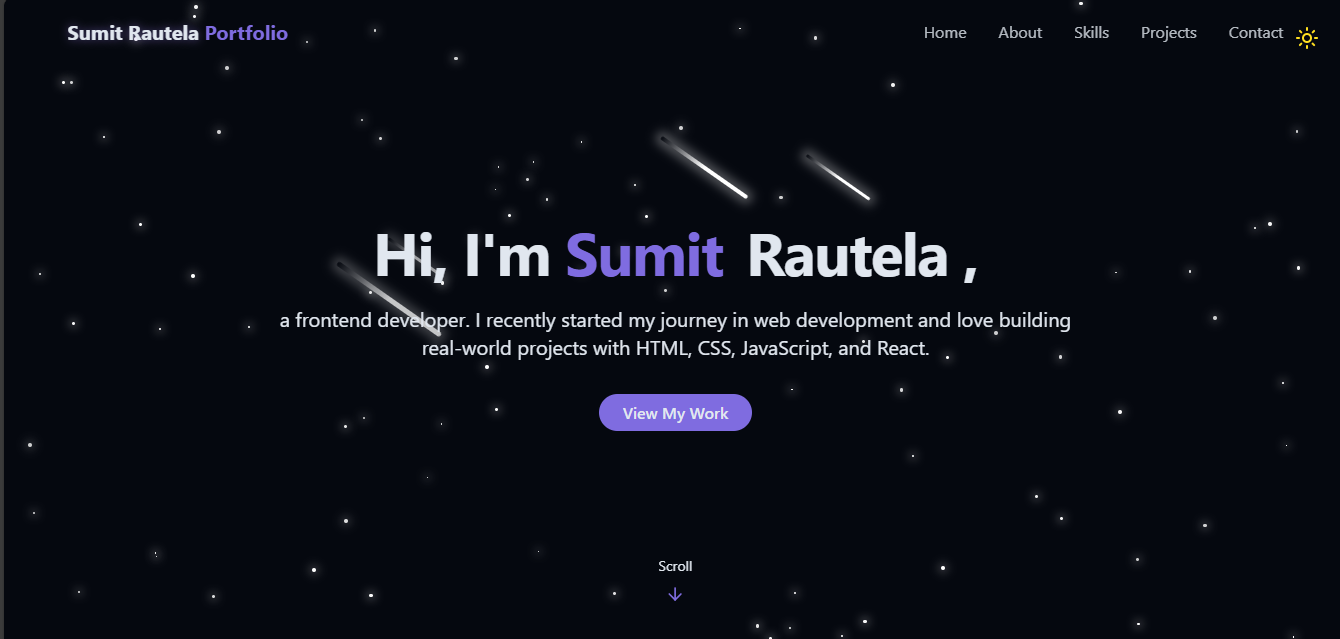 Sumit Rautela Portfolio
Home About Skills Projects Contact
Hi, I'm Sumit Rautela ,
a frontend developer. I recently started my journey in web development and love building
real-world projects with HTML, CSS, JavaScript, and React.
View My Work
Scroll